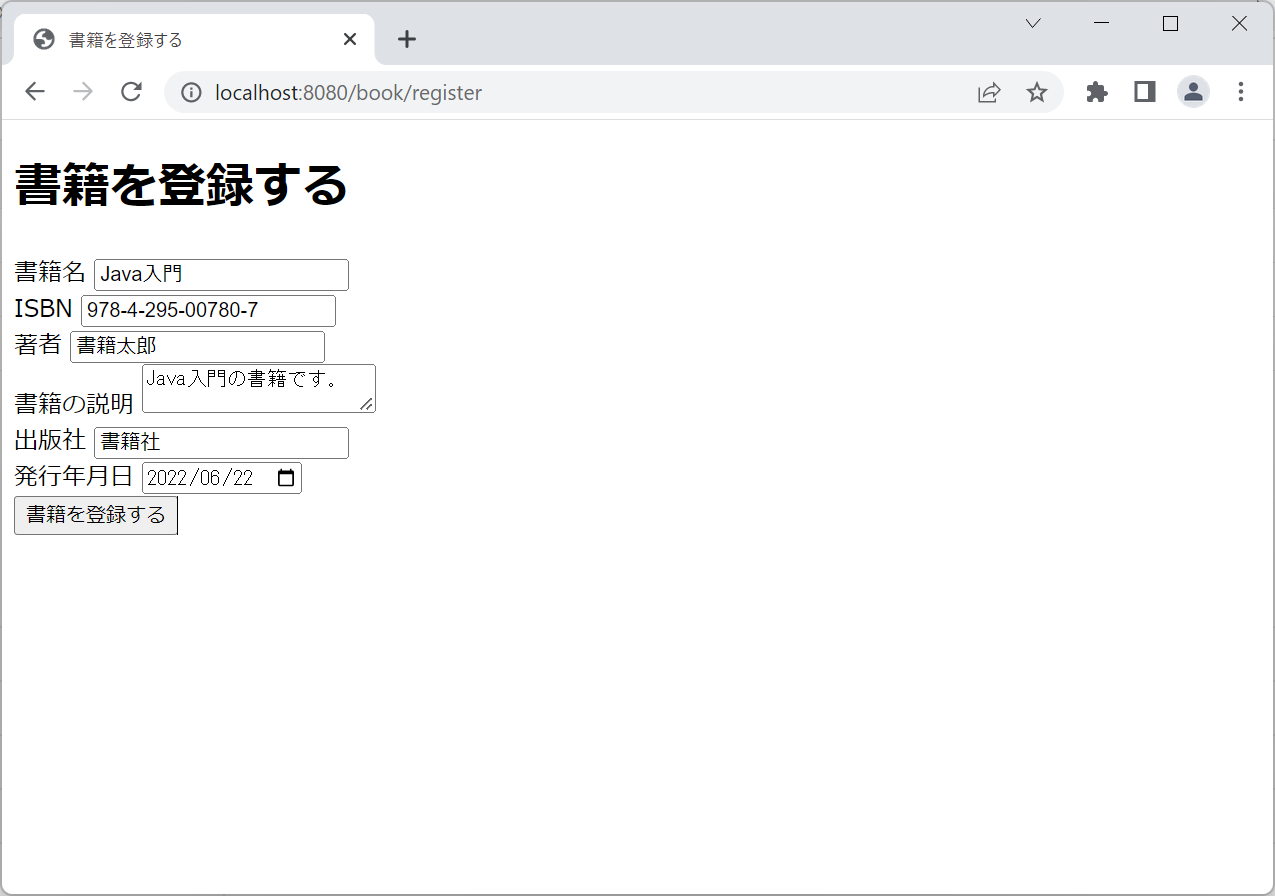 書籍を登録する
localhost:8080/book/register
書籍を登録する
書籍名 Java入門
ISBN 978-4-295-00780-7
著者 書籍太郎
書籍の説明 Java入門の書籍です。
出版社 書籍社
発行年月日 2022/06/22
書籍を登録する